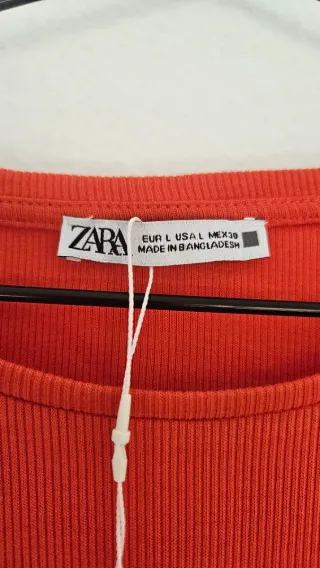 ZARA
EUR L USA L MEX 30
MADE IN BANGLADESH